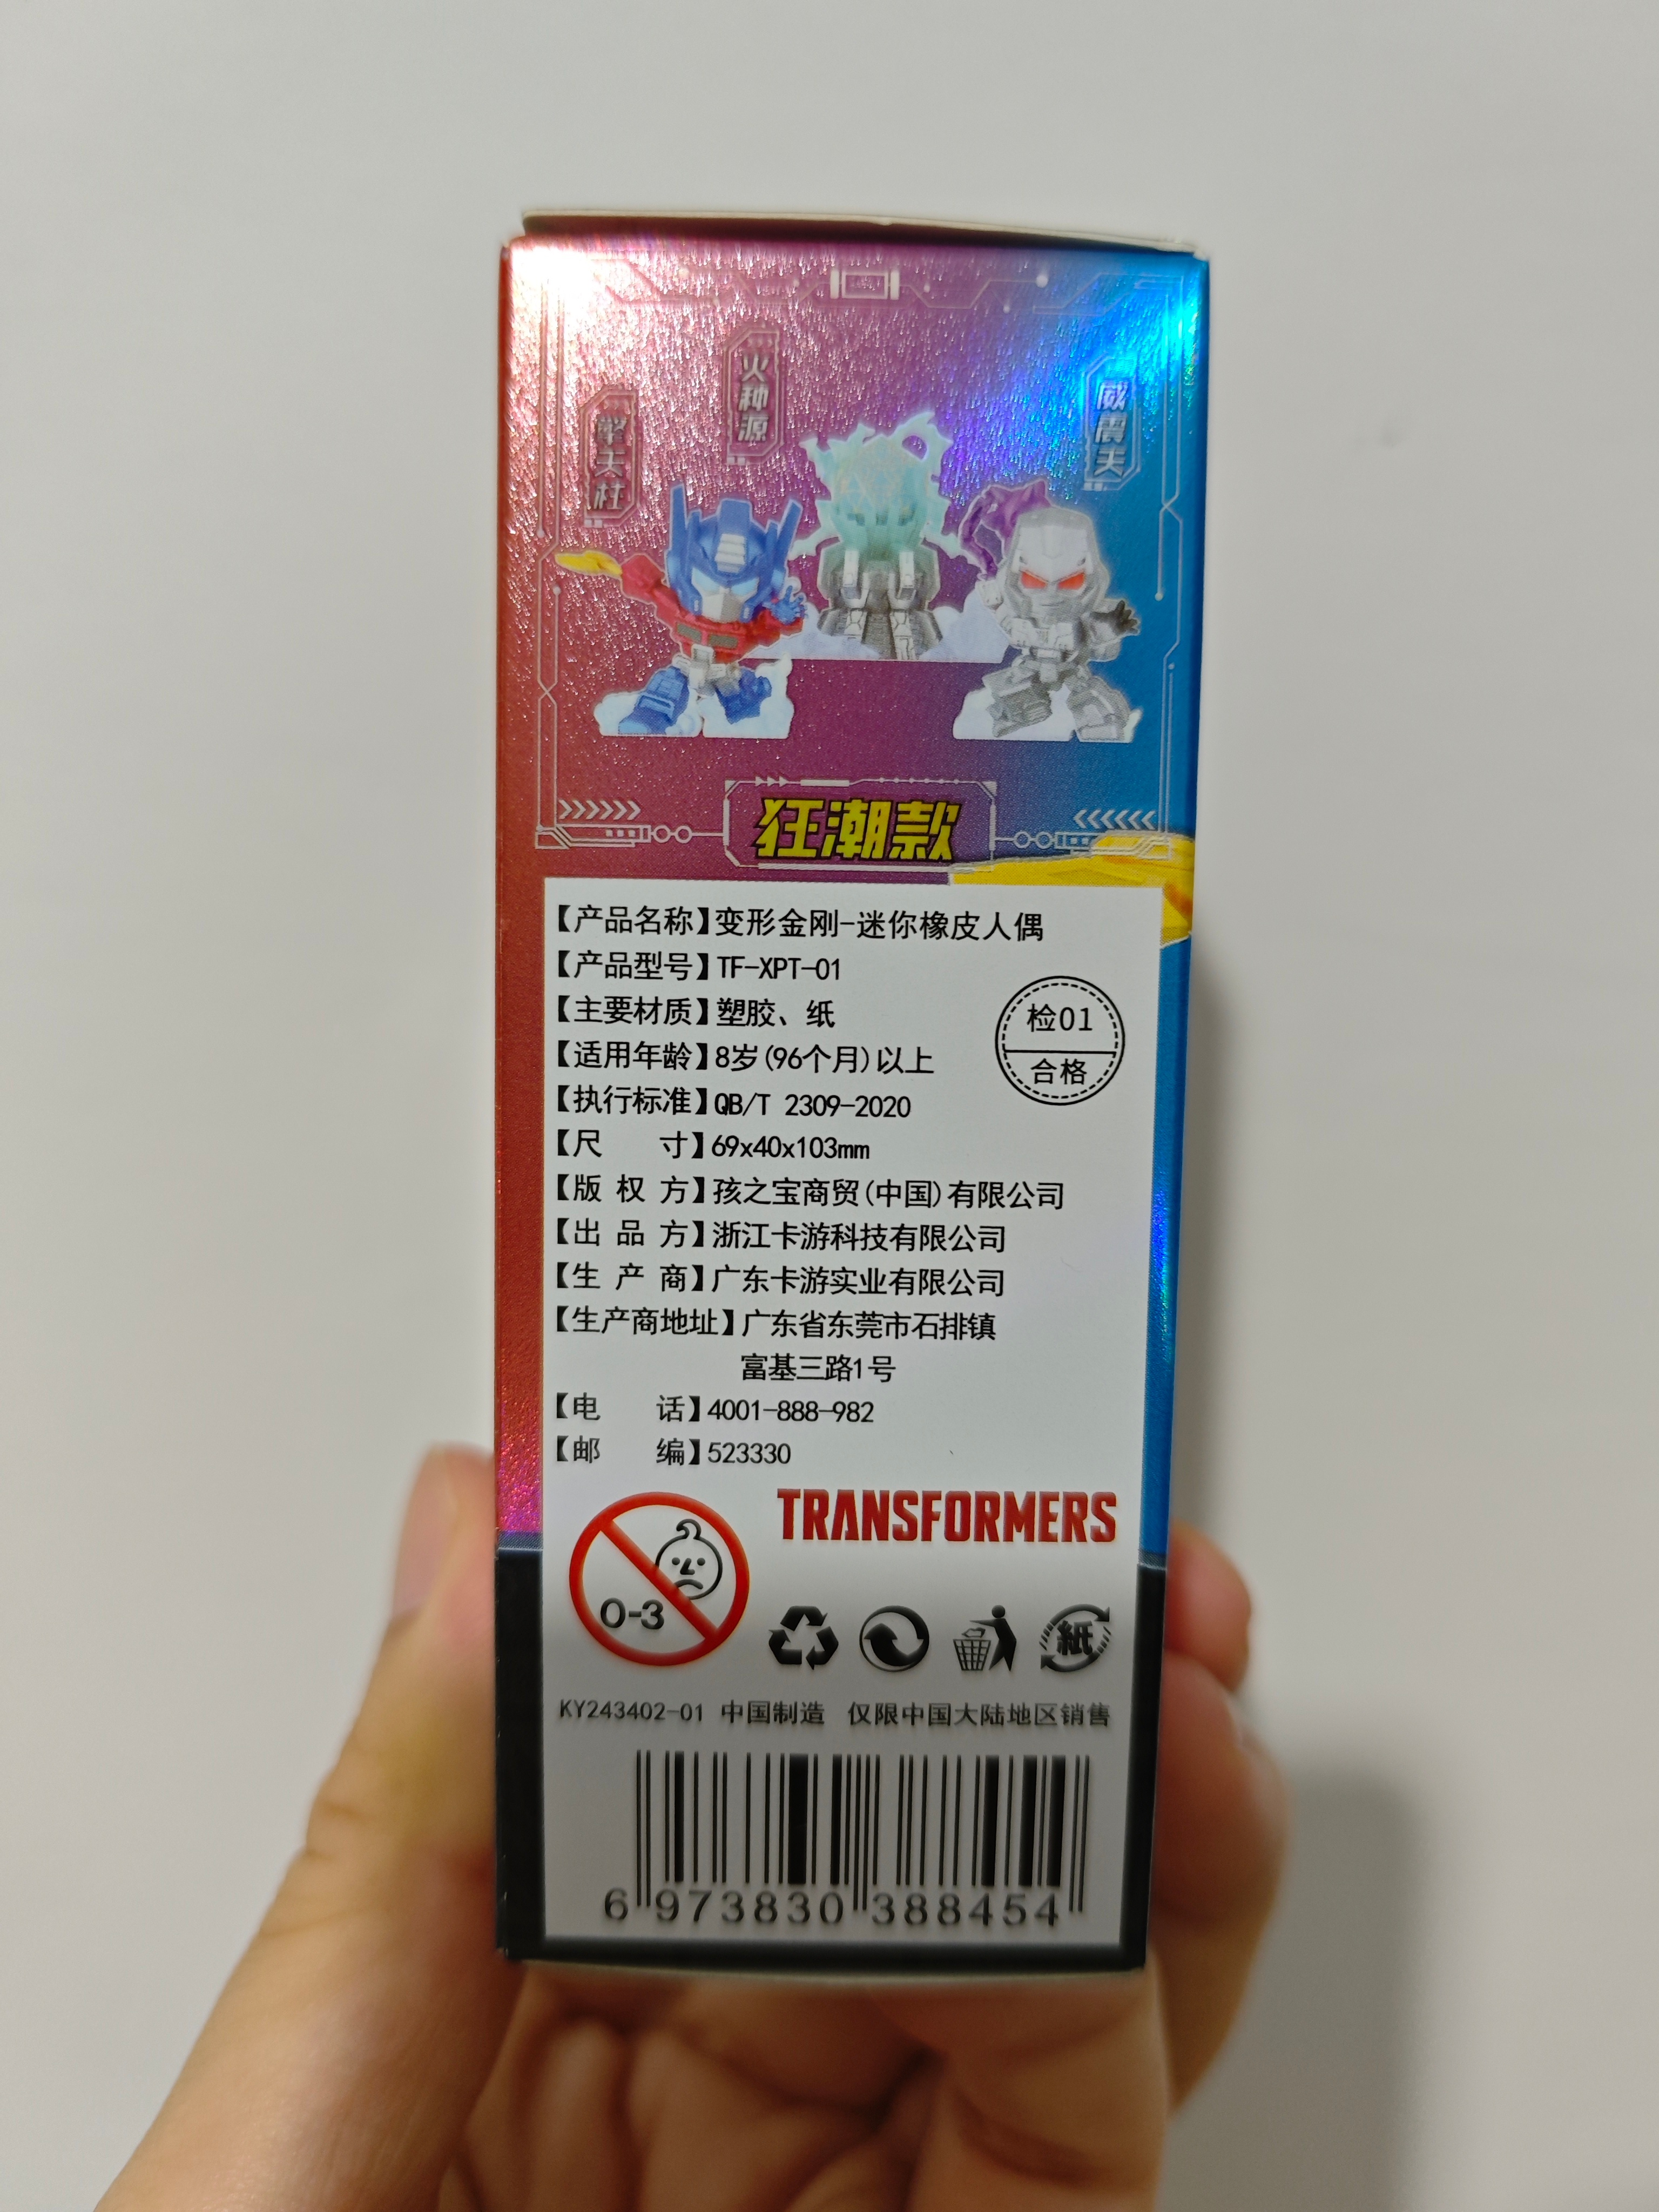 火种源
擎天柱
威震天
狂潮款
【产品名称】变形金刚-迷你橡皮人偶
【产品型号】TF-XPT-01
【主要材质】塑胶、纸
【适用年龄】8岁(96个月)以上
检01
合格
【执行标准】QB/T 2309-2020
【尺 寸】69x40x103mm
【版 权 方】孩之宝商贸(中国)有限公司
【出 品 方】浙江卡游科技有限公司
【生 产 商】广东卡游实业有限公司
【生产商地址】广东省东莞市石排镇
富基三路1号
【电 话】4001-888-982
【邮 编】523330
TRANSFORMERS
0-3
紙
KY243402-01 中国制造 仅限中国大陆地区销售
6 973830 388454